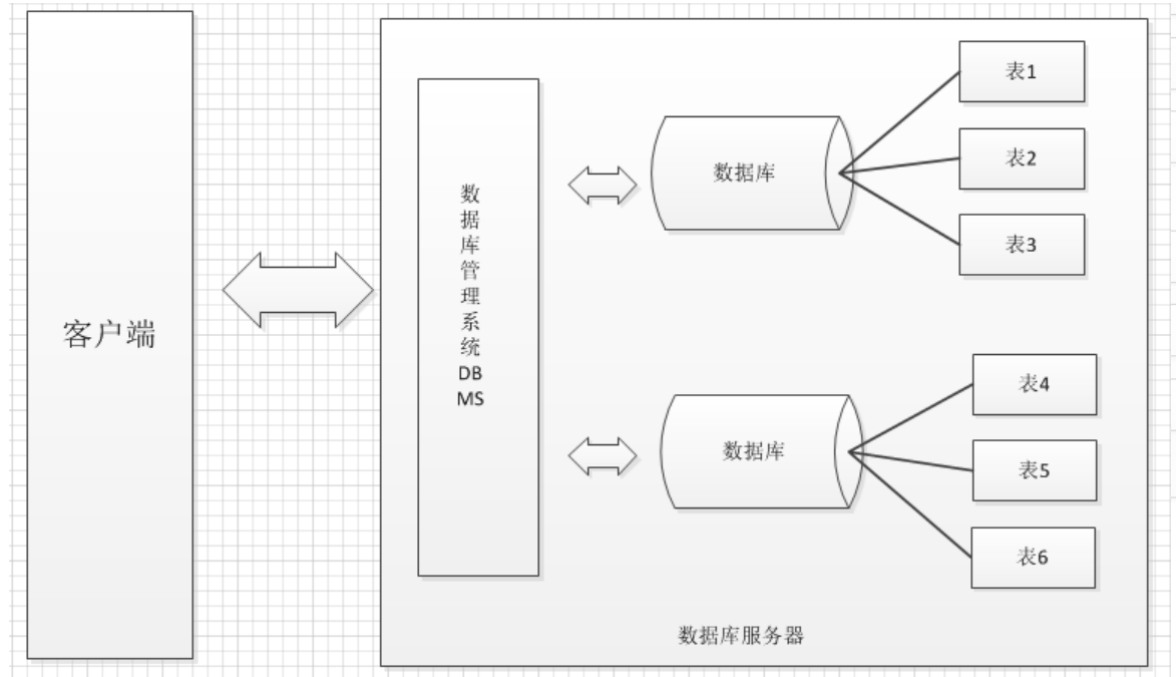 客户端
数
据
库
管
理
系
统
DB
MS
数据库
表1
表2
表3
数据库
表4
表5
表6
数据库服务器